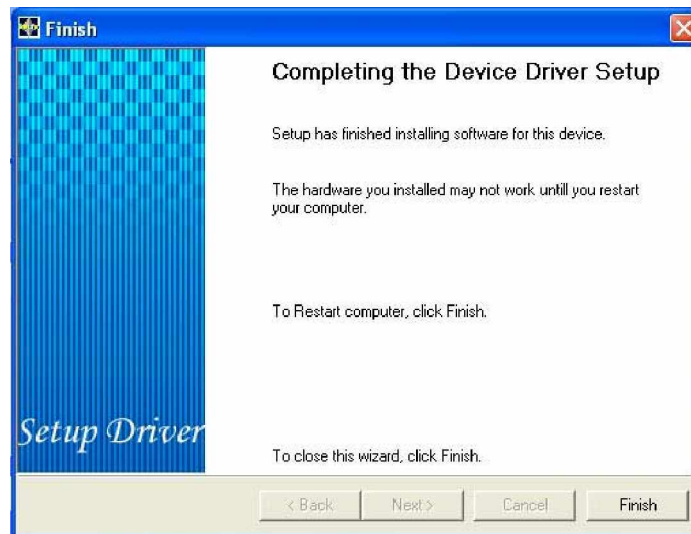 Finish
Completing the Device Driver Setup
Setup has finished installing software for this device.
The hardware you installed may not work untill you restart
your computer.
To Restart computer, click Finish.
Setup Driver
To close this wizard, click Finish.
< Back
Next >
Cancel
Finish